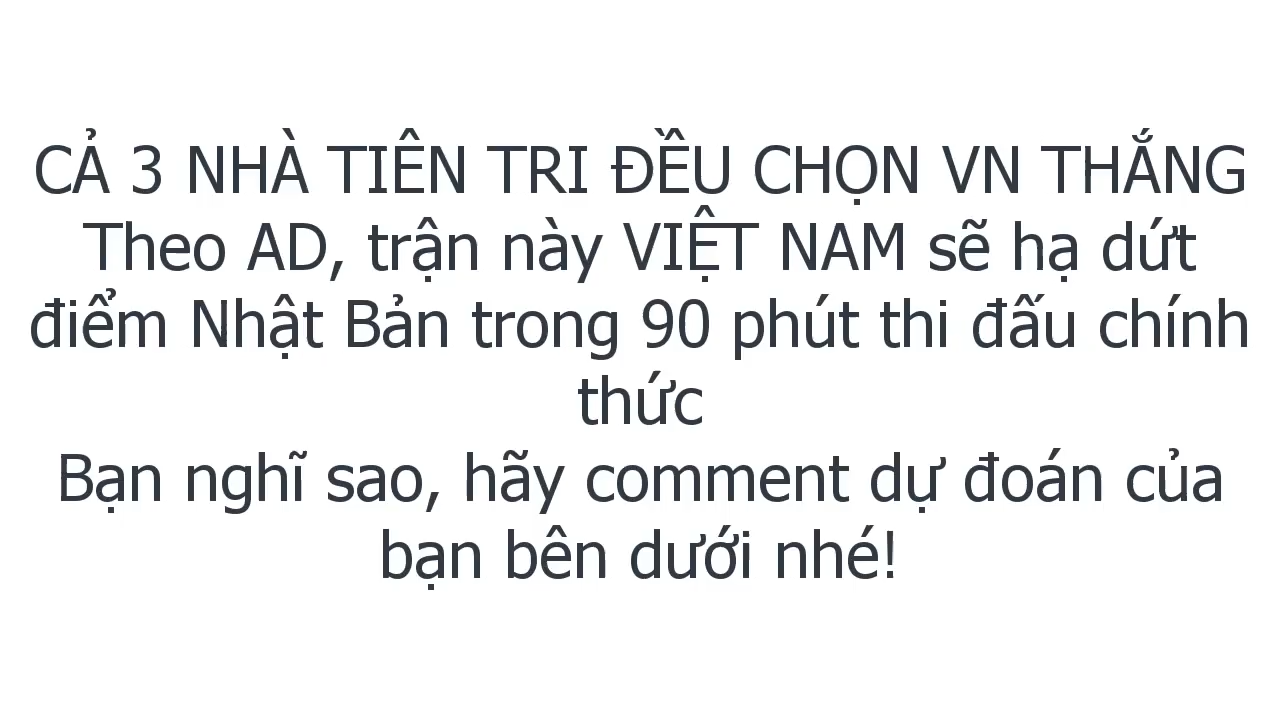 CẢ 3 NHÀ TIÊN TRI ĐỀU CHỌN VN THẮNG
Theo AD, trận này VIỆT NAM sẽ hạ dứt
điểm Nhật Bản trong 90 phút thi đấu chính
thức
Bạn nghĩ sao, hãy comment dự đoán của
bạn bên dưới nhé!